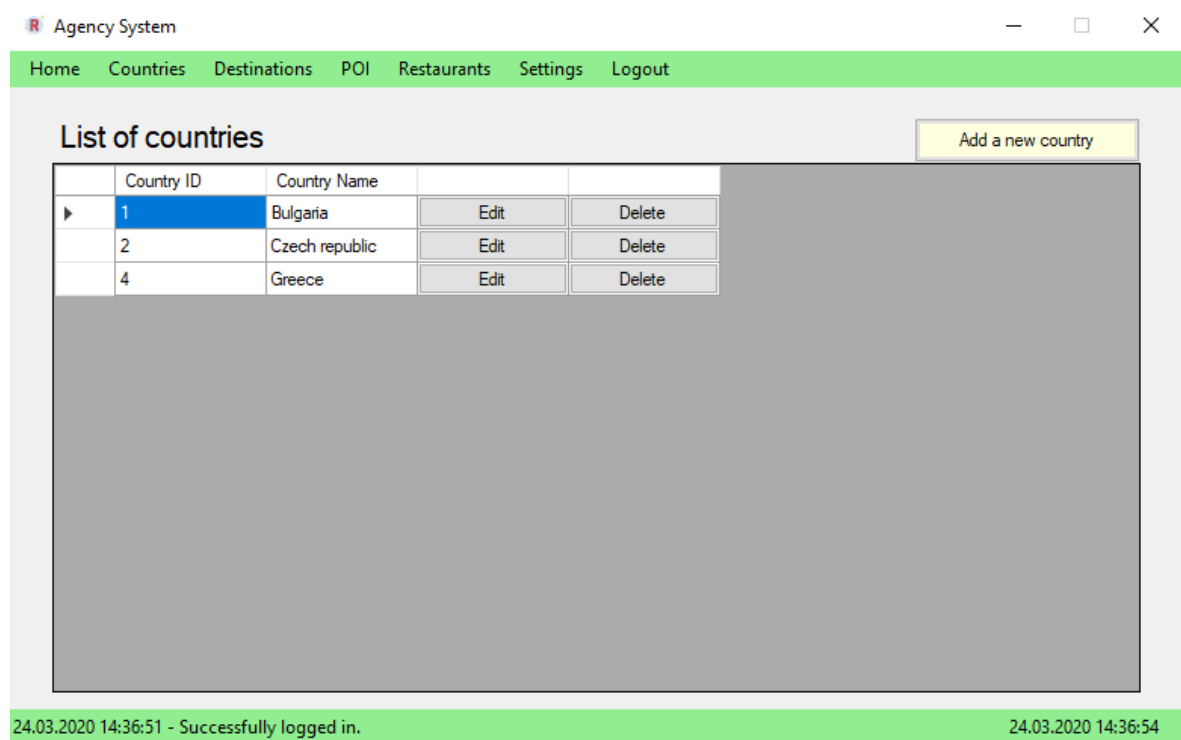 R Agency System
Home Countries Destinations POI Restaurants Settings Logout
List of countries
Add a new country
Country ID Country Name
1 Bulgaria Edit Delete
2 Czech republic Edit Delete
4 Greece Edit Delete
24.03.2020 14:36:51 - Successfully logged in. 24.03.2020 14:36:54